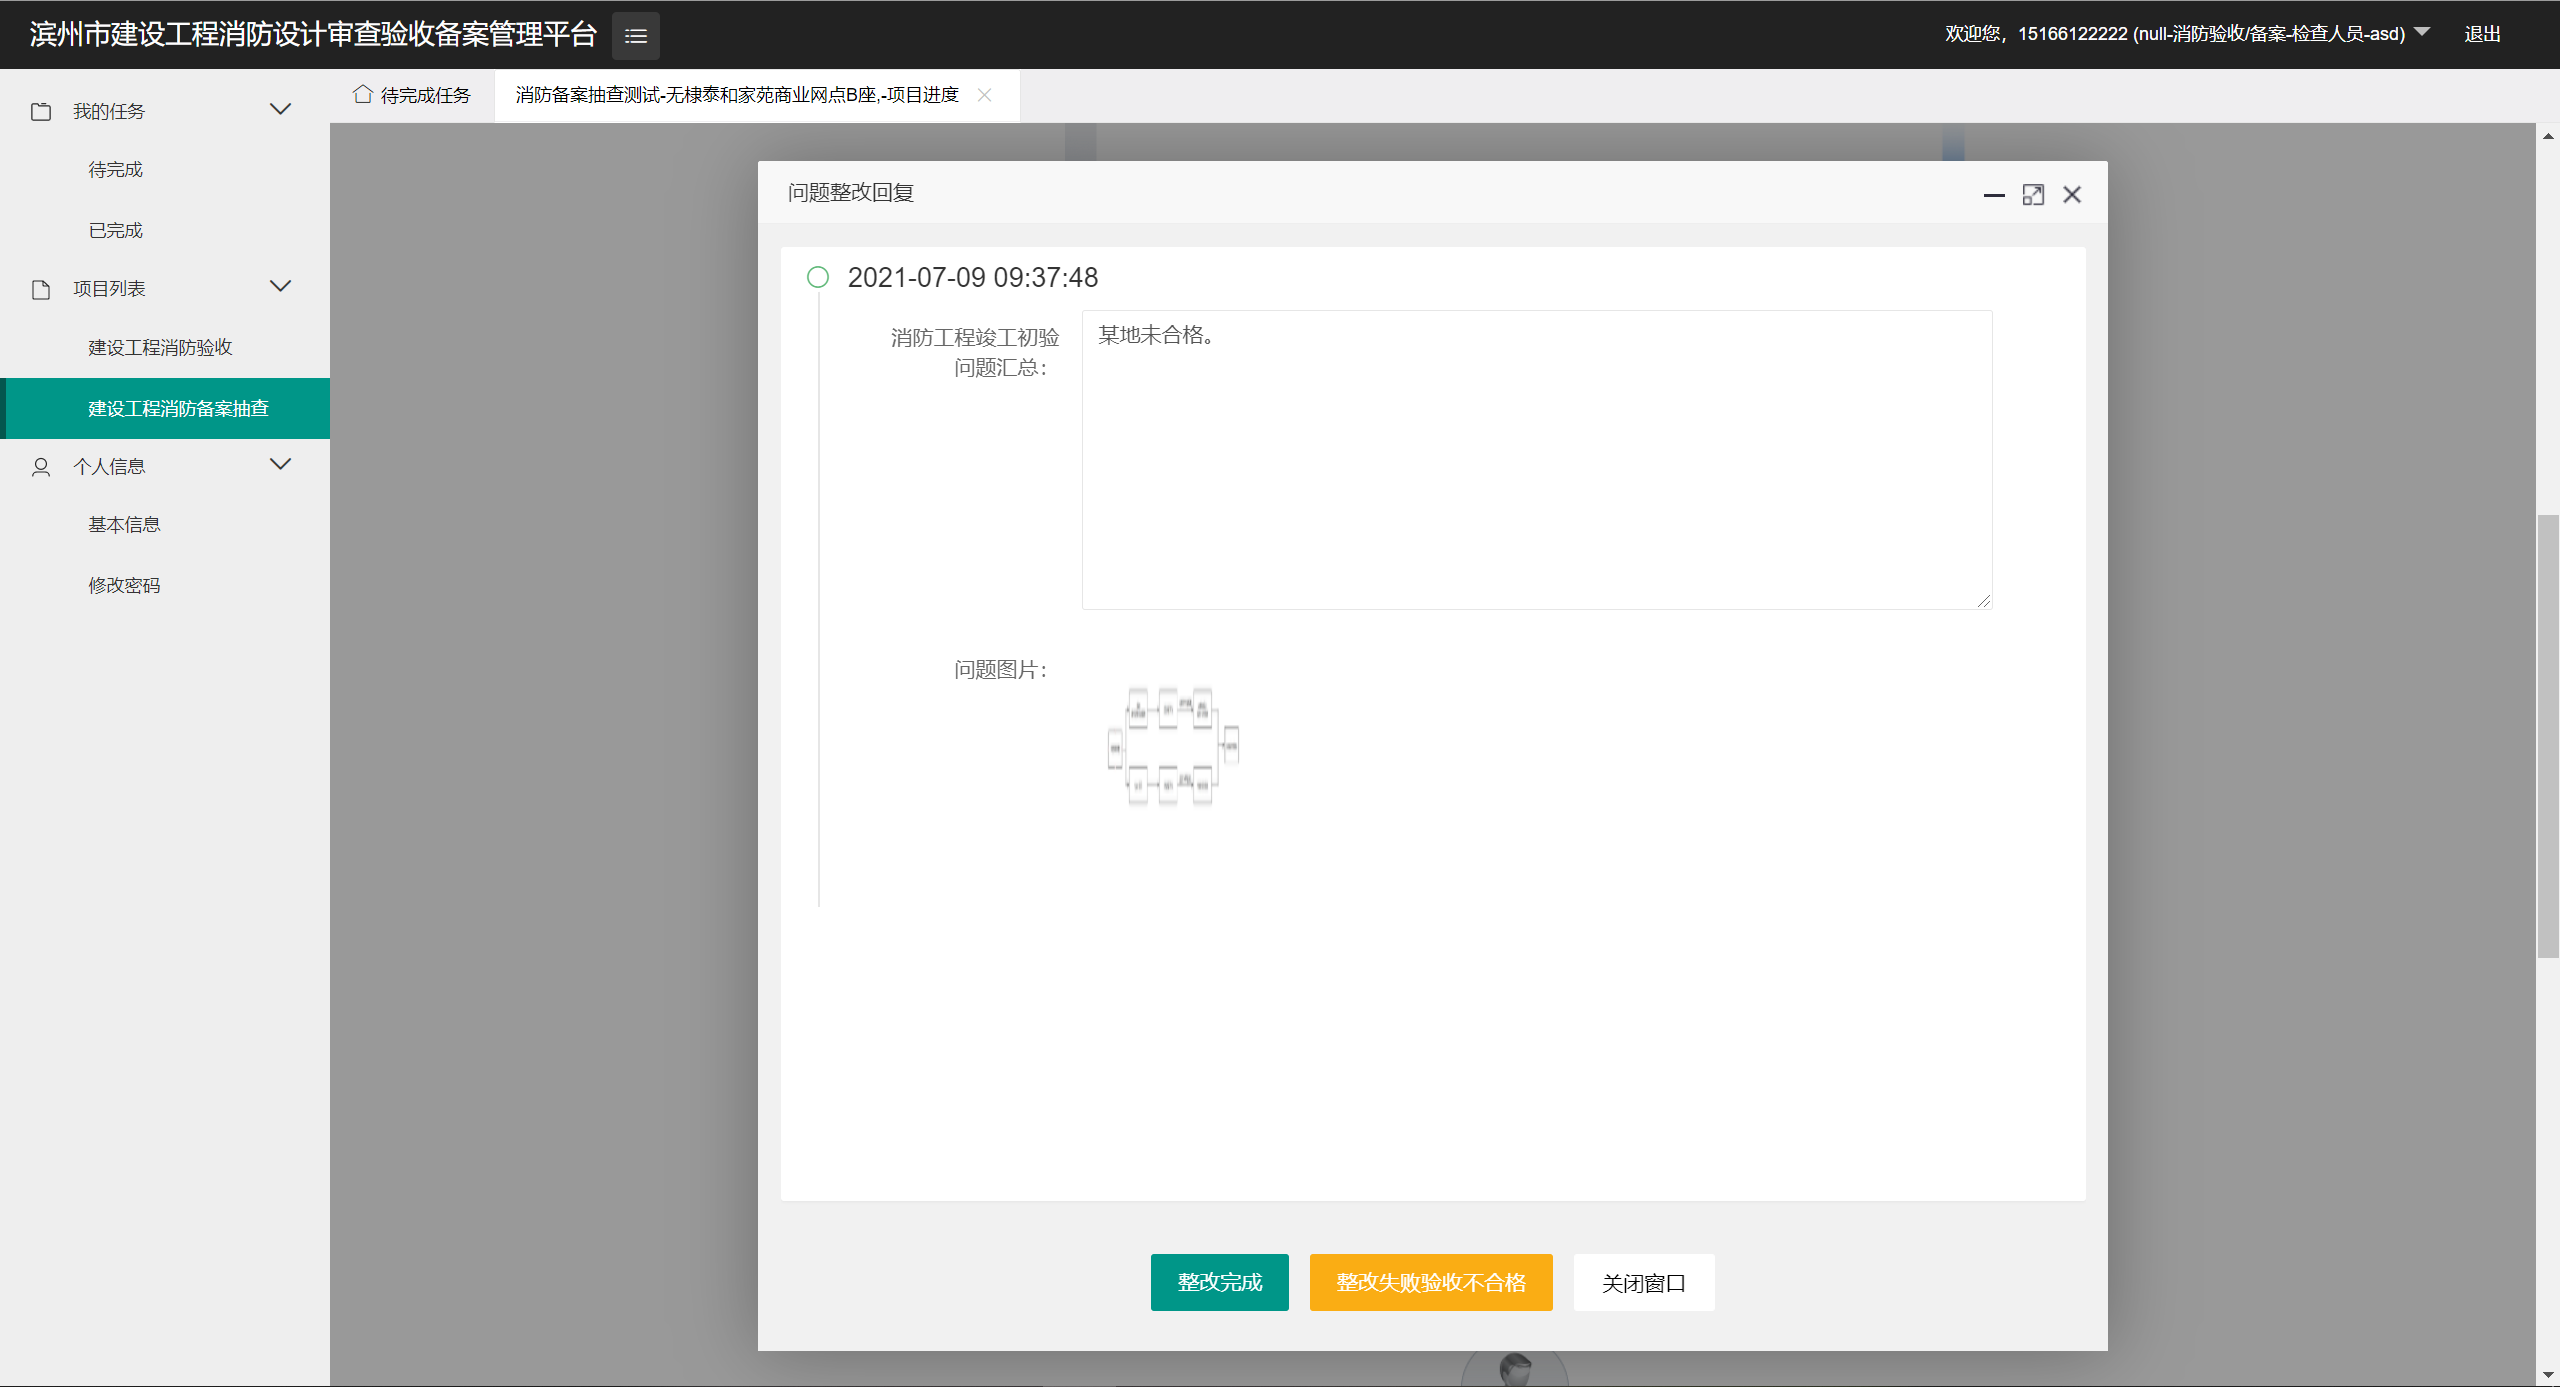 滨州市建设工程消防设计审查验收备案管理平台
欢迎您，15166122222 (null-消防验收/备案-检查人员-asd)
退出
我的任务
待完成
已完成
项目列表
建设工程消防验收
建设工程消防备案抽查
个人信息
基本信息
修改密码
待完成任务
消防备案抽查测试-无棣泰和家苑商业网点B座,-项目进度
问题整改回复
2021-07-09 09:37:48
消防工程竣工初验
问题汇总：
某地未合格。
问题图片：
整改完成
整改失败验收不合格
关闭窗口